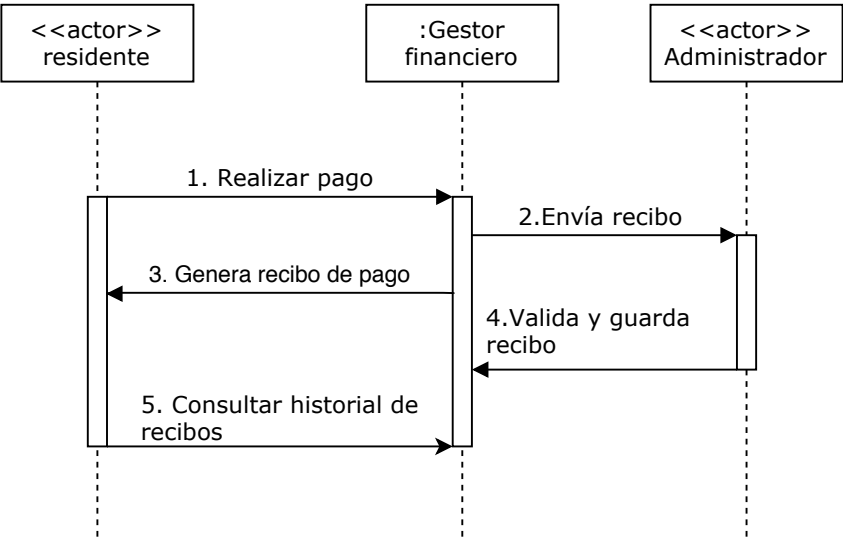 <<actor>>
residente
:Gestor
financiero
<<actor>>
Administrador
1. Realizar pago
2.Envía recibo
3. Genera recibo de pago
4.Valida y guarda
recibo
5. Consultar historial de
recibos